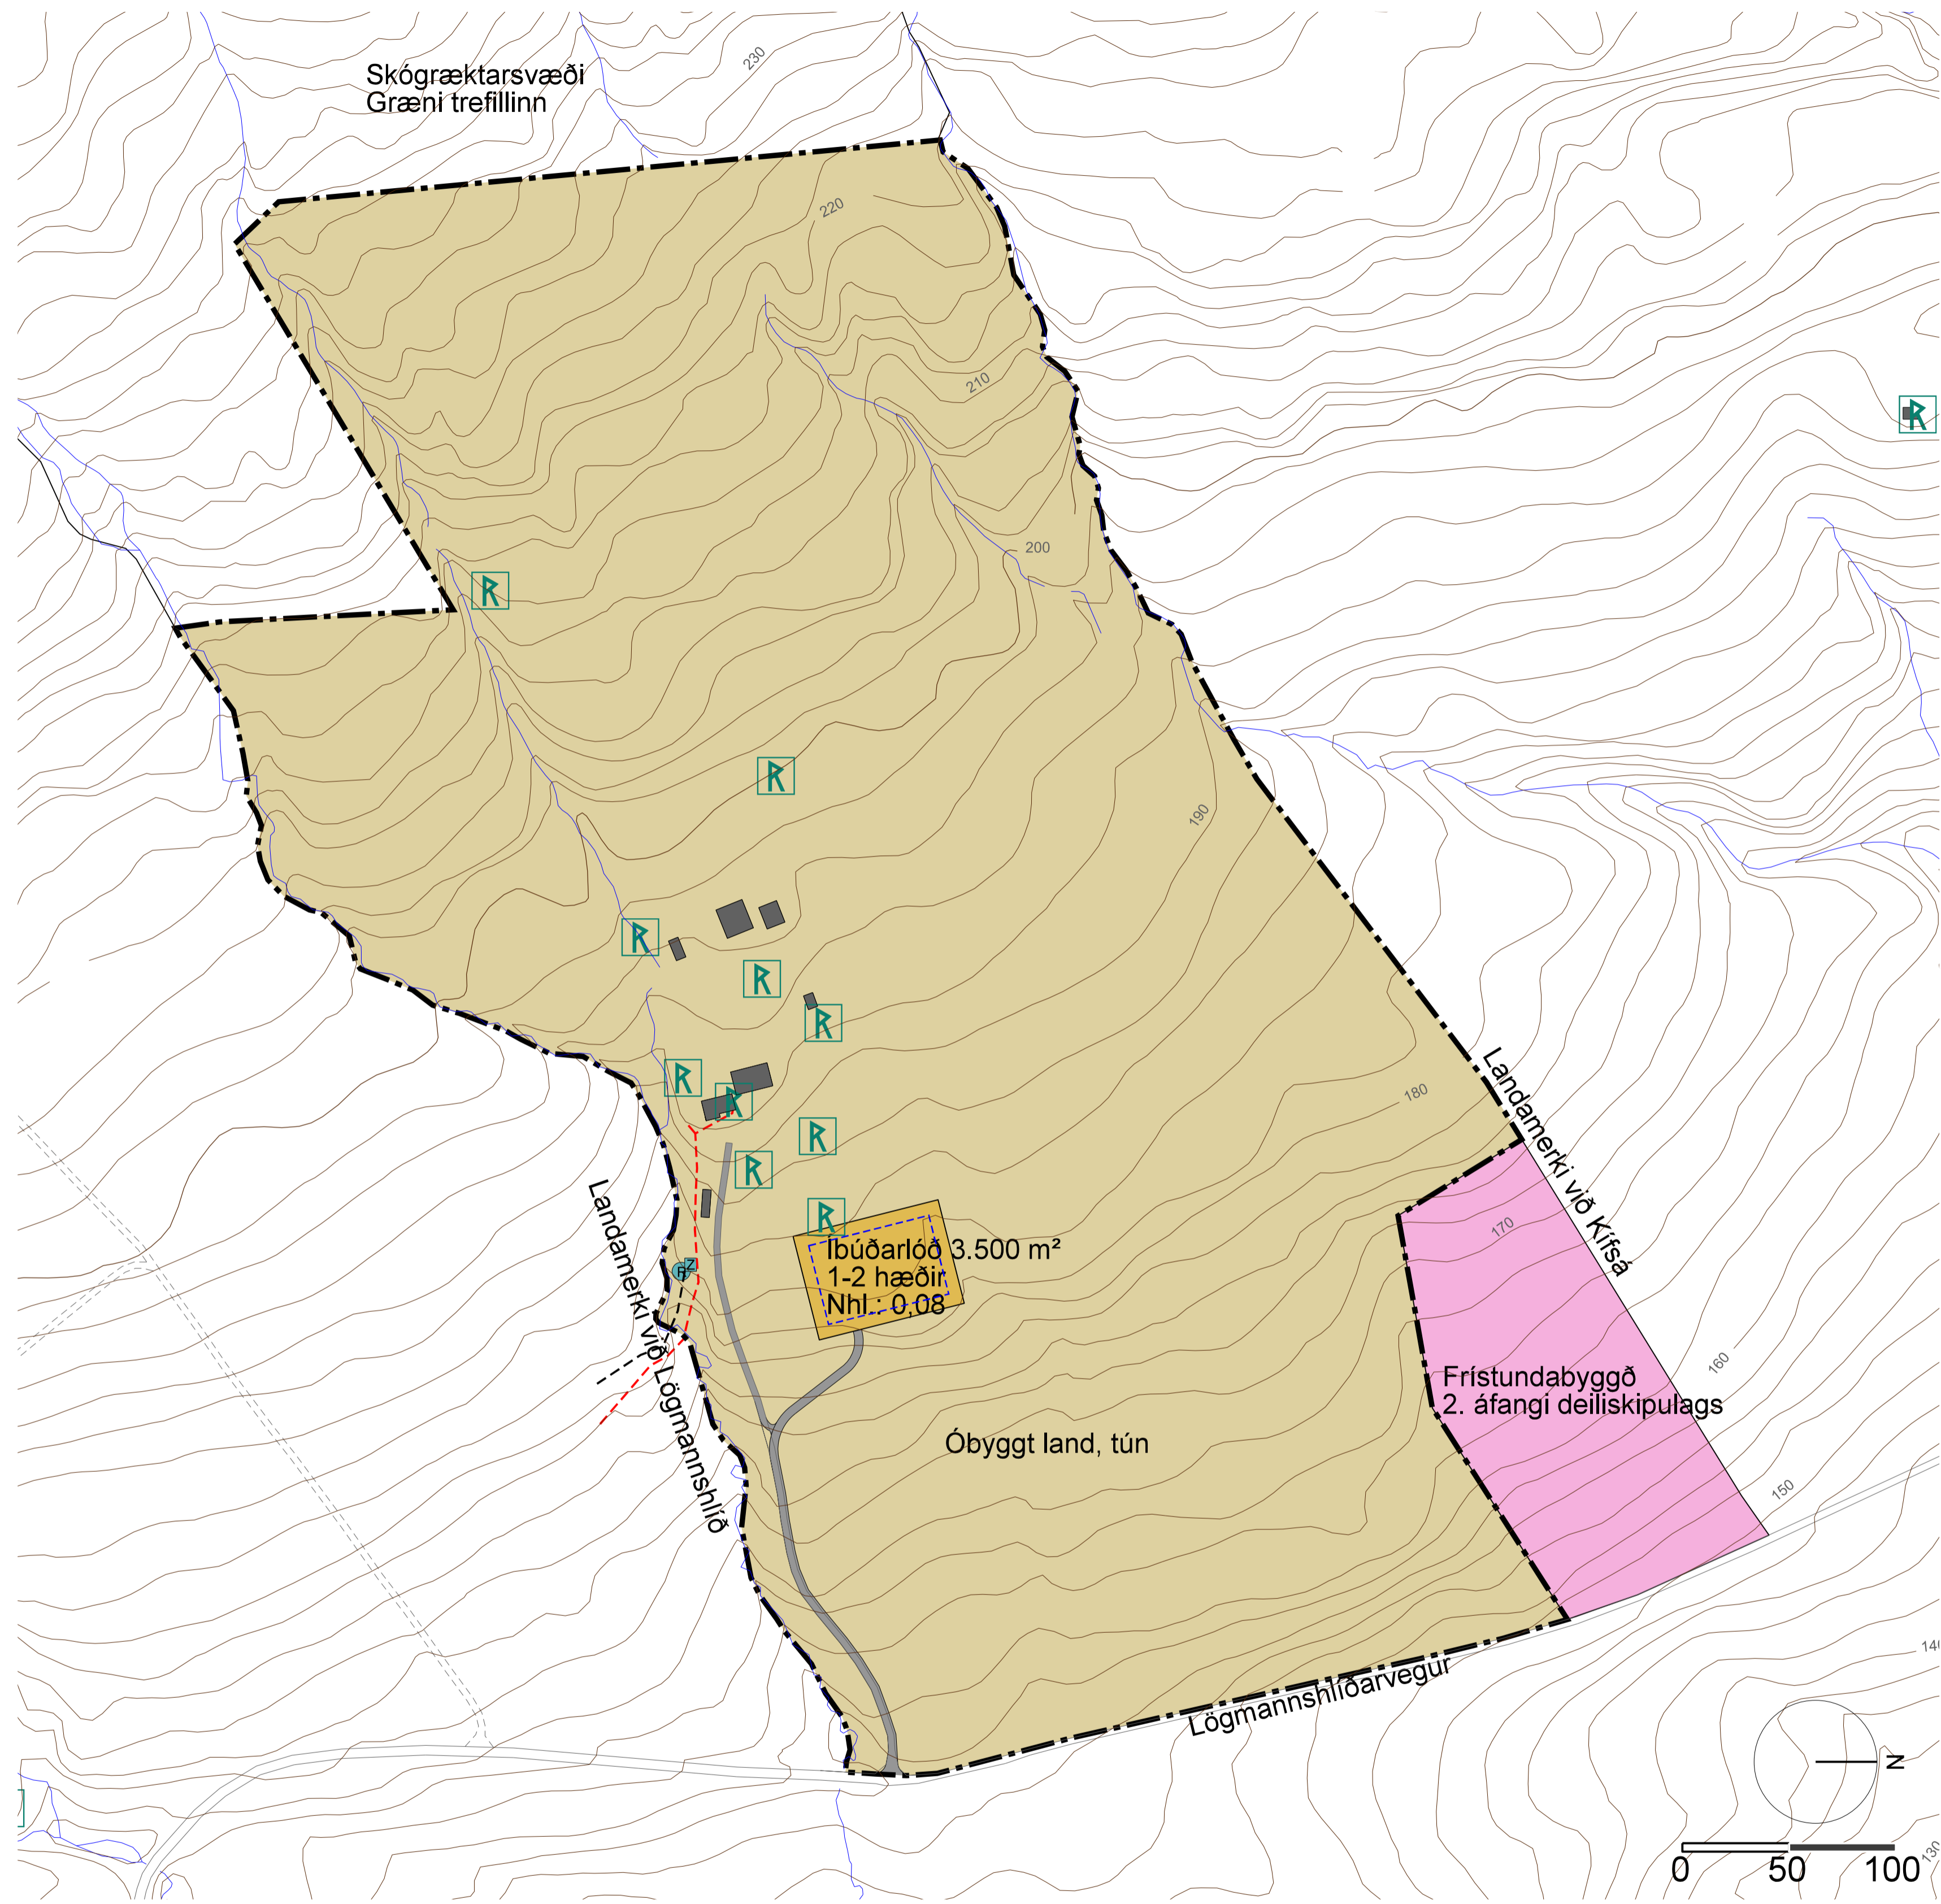 230
Skógræktarsvæði
Græni trefillinn
220
210
200
190
180
Landamerki við Kífsá
170
160
150
Landamerki við Lögmannshlíð
Íbúðarlóð 3.500 m²
1-2 hæðir
Nhl.: 0,08
Frístundabyggð
2. áfangi deiliskipulags
Óbyggt land, tún
Lögmannshlíðarvegur
Z
N
0 50 100
130